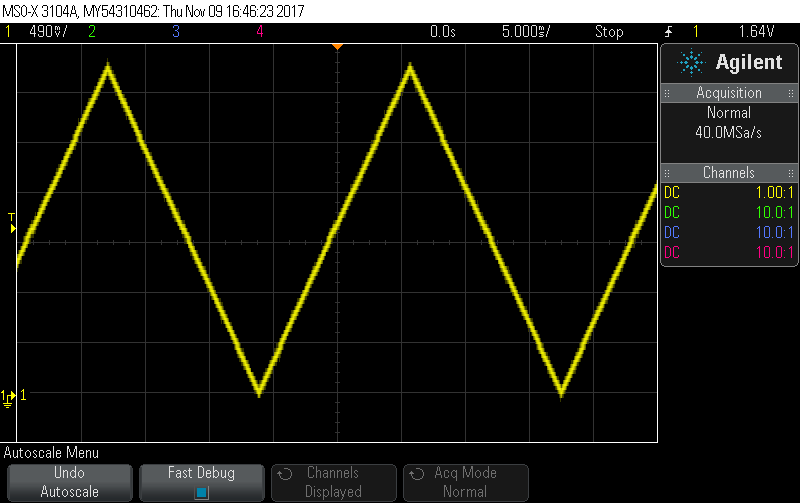 MSO-X 3104A, MY54310462: Thu Nov 09 16:46:23 2017
1 490mV/ 2 3 4 0.0s 5.000ms/ Stop 1 1.64V
Agilent
Acquisition
Normal
40.0MSa/s
Channels
DC 1.00:1
DC 10.0:1
DC 10.0:1
DC 10.0:1
T
1 1
Autoscale Menu
Undo
Autoscale
Fast Debug
Channels
Displayed
Acq Mode
Normal